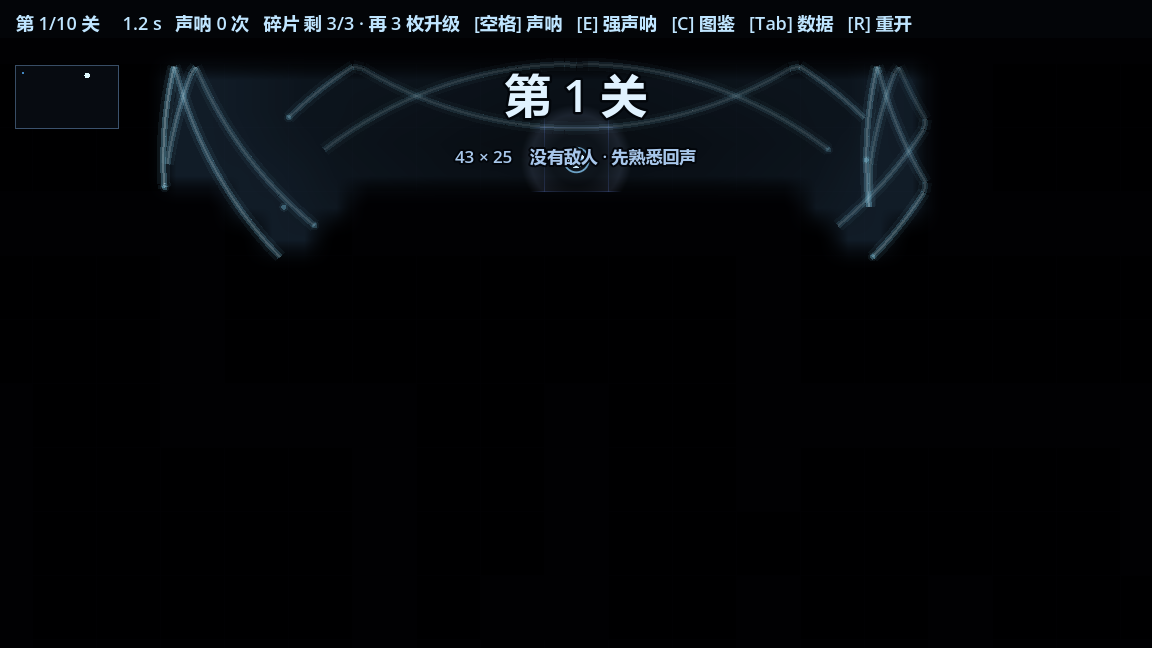 第 1/10 关 1.2 s 声呐 0 次 碎片 剩 3/3 · 再 3 枚升级 [空格] 声呐 [E] 强声呐 [C] 图鉴 [Tab] 数据 [R] 重开
第 1 关
43 × 25 没有敌人 · 先熟悉回声